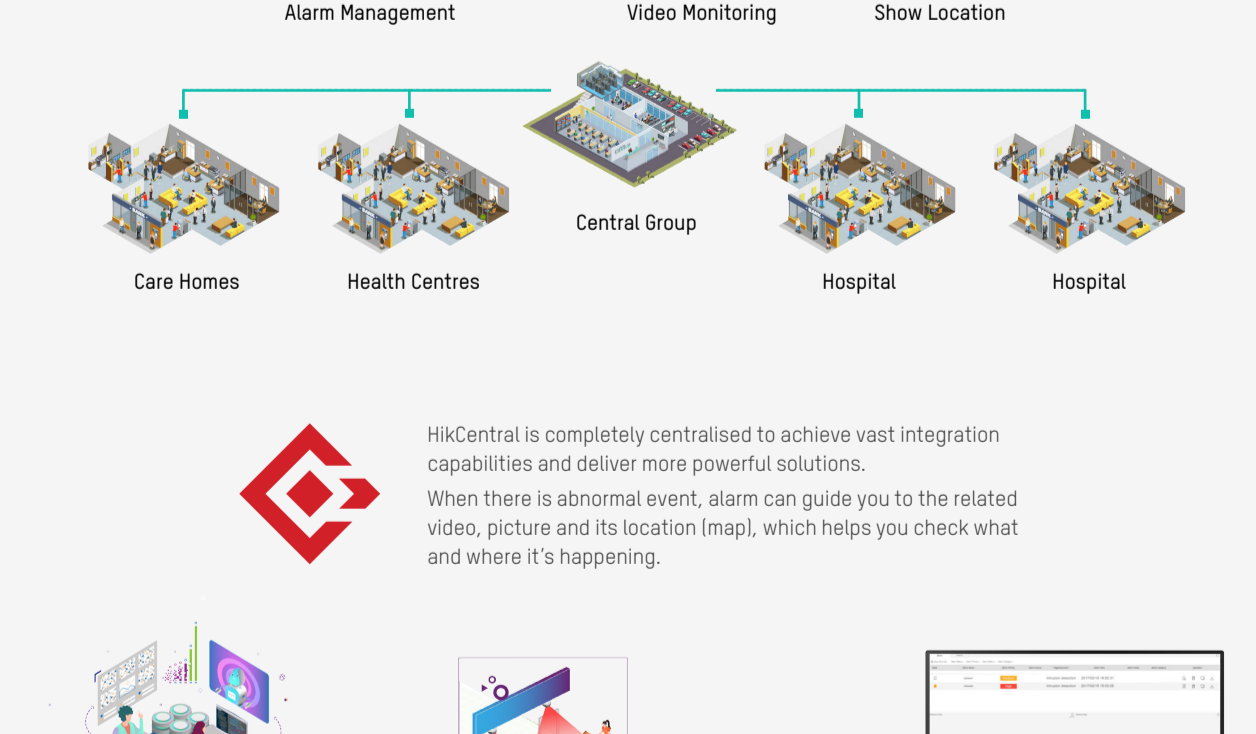 Alarm Management
Video Monitoring
Show Location
Central Group
Care Homes
Health Centres
Hospital
Hospital
HikCentral is completely centralised to achieve vast integration
capabilities and deliver more powerful solutions.
When there is abnormal event, alarm can guide you to the related
video, picture and its location (map), which helps you check what
and where it's happening.